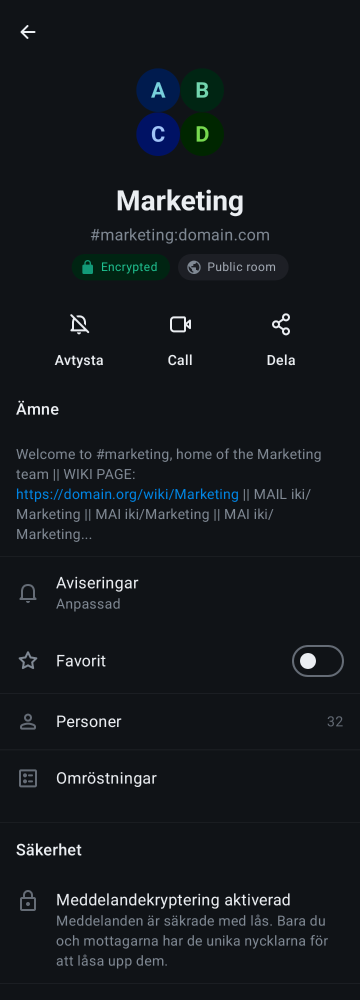 A B
C D
Marketing
#marketing:domain.com
Encrypted Public room
Avtysta Call Dela
Ämne
Welcome to #marketing, home of the Marketing
team || WIKI PAGE:
https://domain.org/wiki/Marketing || MAIL iki/
Marketing || MAI iki/Marketing || MAI iki/
Marketing...
Aviseringar
Anpassad
Favorit
Personer 32
Omröstningar
Säkerhet
Meddelandekryptering aktiverad
Meddelanden är säkrade med lås. Bara du
och mottagarna har de unika nycklarna för
att låsa upp dem.